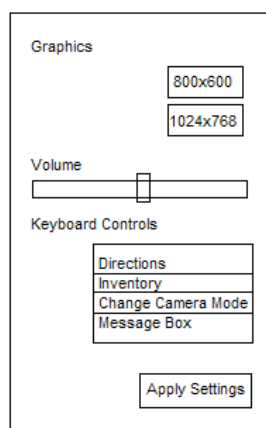 Graphics
800x600
1024x768
Volume
Keyboard Controls
Directions
Inventory
Change Camera Mode
Message Box
Apply Settings